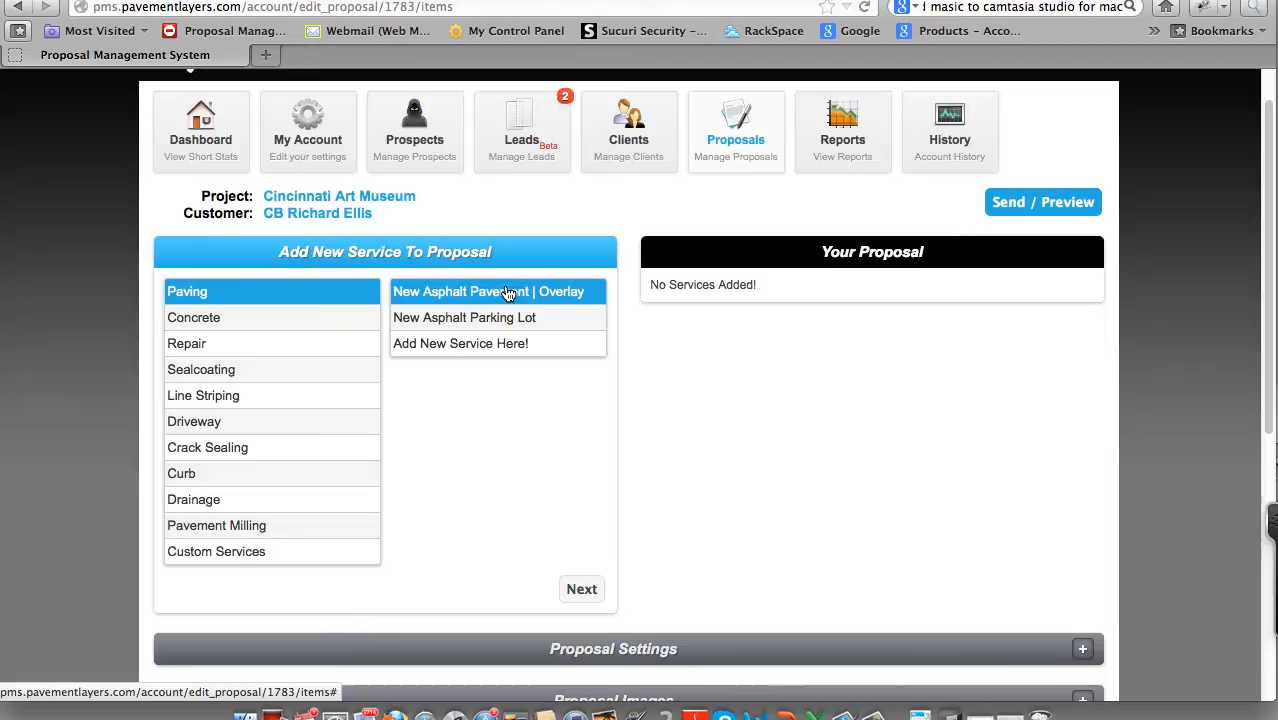 pms.pavementlayers.com/account/edit_proposal/1783/items
music to camtasia studio for mac
Most Visited
Proposal Manag...
Webmail (Web M...
My Control Panel
Sucuri Security -...
RackSpace
Google
Products - Acco...
Bookmarks
Proposal Management System
Dashboard
View Short Stats
My Account
Edit your settings
Prospects
Manage Prospects
2
Leads Beta
Manage Leads
Clients
Manage Clients
Proposals
Manage Proposals
Reports
View Reports
History
Account History
Project: Cincinnati Art Museum
Customer: CB Richard Ellis
Send / Preview
Add New Service To Proposal
Your Proposal
No Services Added!
Paving
Concrete
Repair
Sealcoating
Line Striping
Driveway
Crack Sealing
Curb
Drainage
Pavement Milling
Custom Services
New Asphalt Pavement | Overlay
New Asphalt Parking Lot
Add New Service Here!
Next
Proposal Settings
Proposal Images
pms.pavementlayers.com/account/edit_proposal/1783/items#